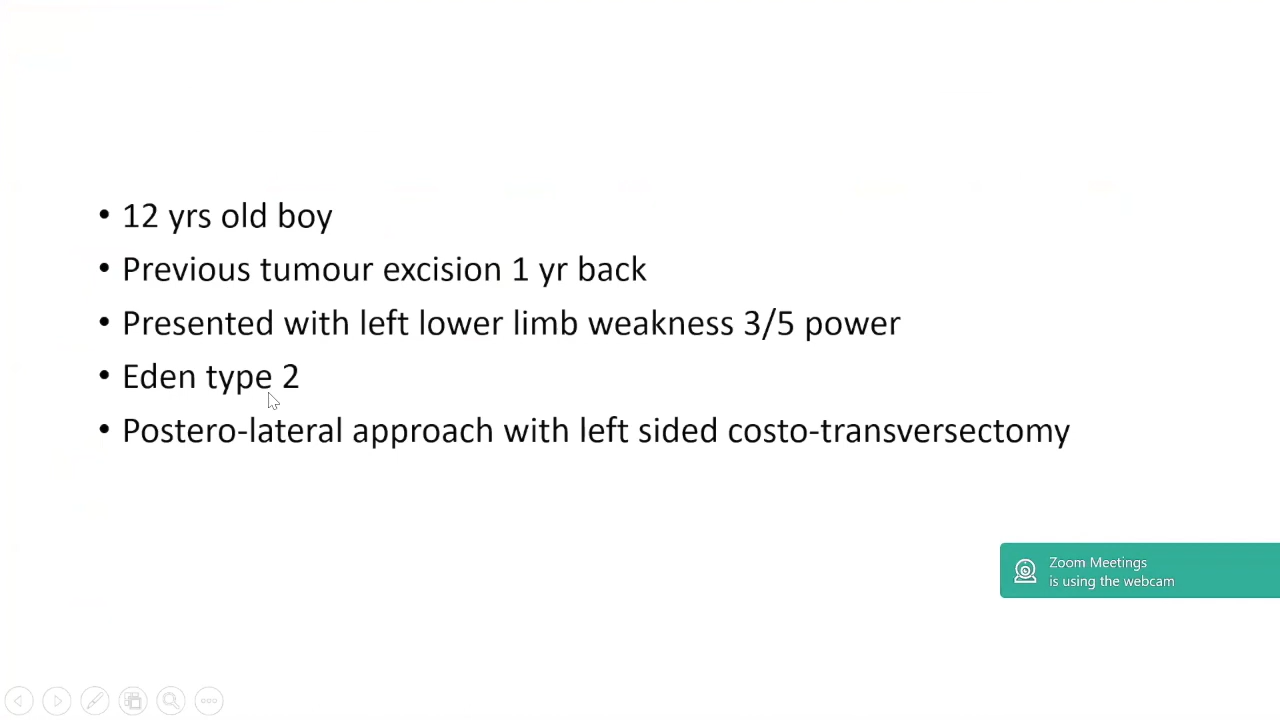 • 12 yrs old boy
• Previous tumour excision 1 yr back
• Presented with left lower limb weakness 3/5 power
• Eden type 2
• Postero-lateral approach with left sided costo-transversectomy
Zoom Meetings
is using the webcam